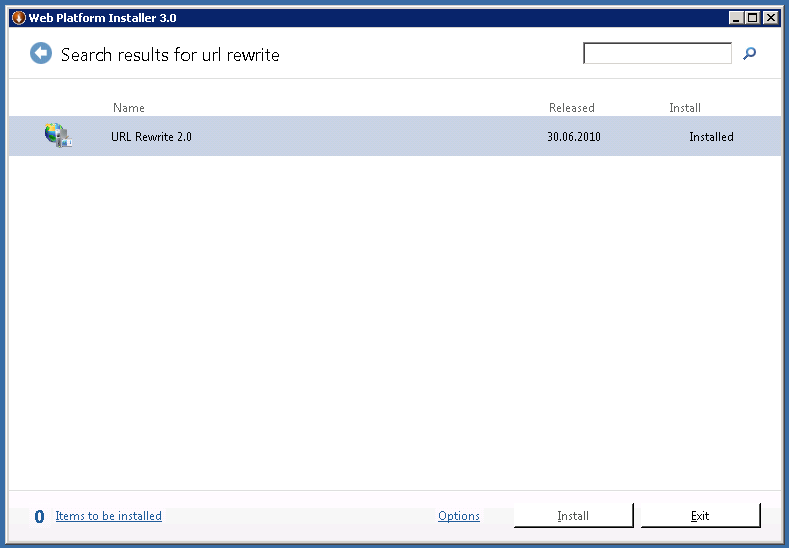 Web Platform Installer 3.0
Search results for url rewrite
Name Released Install
URL Rewrite 2.0 30.06.2010 Installed
0 Items to be installed Options Install Exit